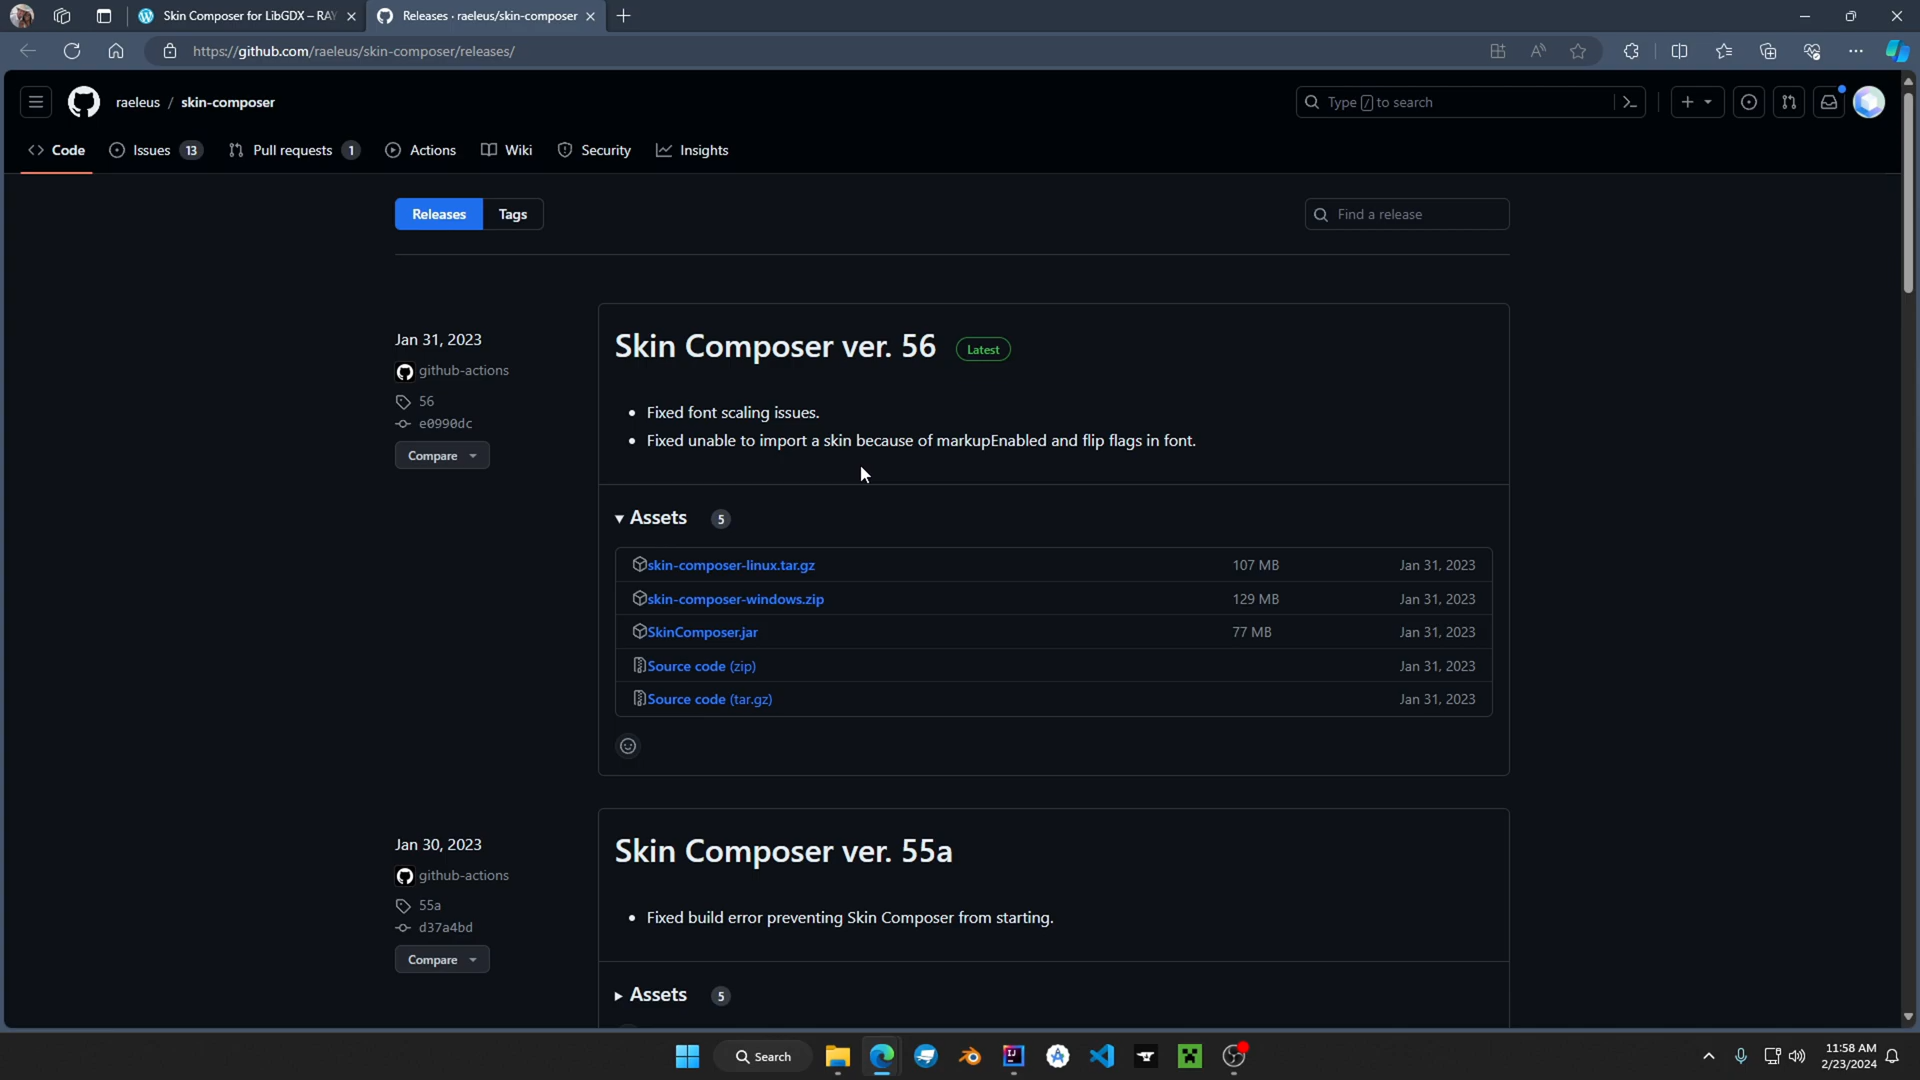 Skin Composer for LibGDX – RAY
Releases · raeleus/skin-composer
https://github.com/raeleus/skin-composer/releases/
raeleus / skin-composer
Type / to search
Code
Issues 13
Pull requests 1
Actions
Wiki
Security
Insights
Releases
Tags
Find a release
Jan 31, 2023
github-actions
56
e0990dc
Compare
Skin Composer ver. 56
Latest
Fixed font scaling issues.
Fixed unable to import a skin because of markupEnabled and flip flags in font.
Assets 5
skin-composer-linux.tar.gz 107 MB Jan 31, 2023
skin-composer-windows.zip 129 MB Jan 31, 2023
SkinComposer.jar 77 MB Jan 31, 2023
Source code (zip) Jan 31, 2023
Source code (tar.gz) Jan 31, 2023
Jan 30, 2023
github-actions
55a
d37a4bd
Compare
Skin Composer ver. 55a
Fixed build error preventing Skin Composer from starting.
Assets 5
Search
11:58 AM
2/23/2024